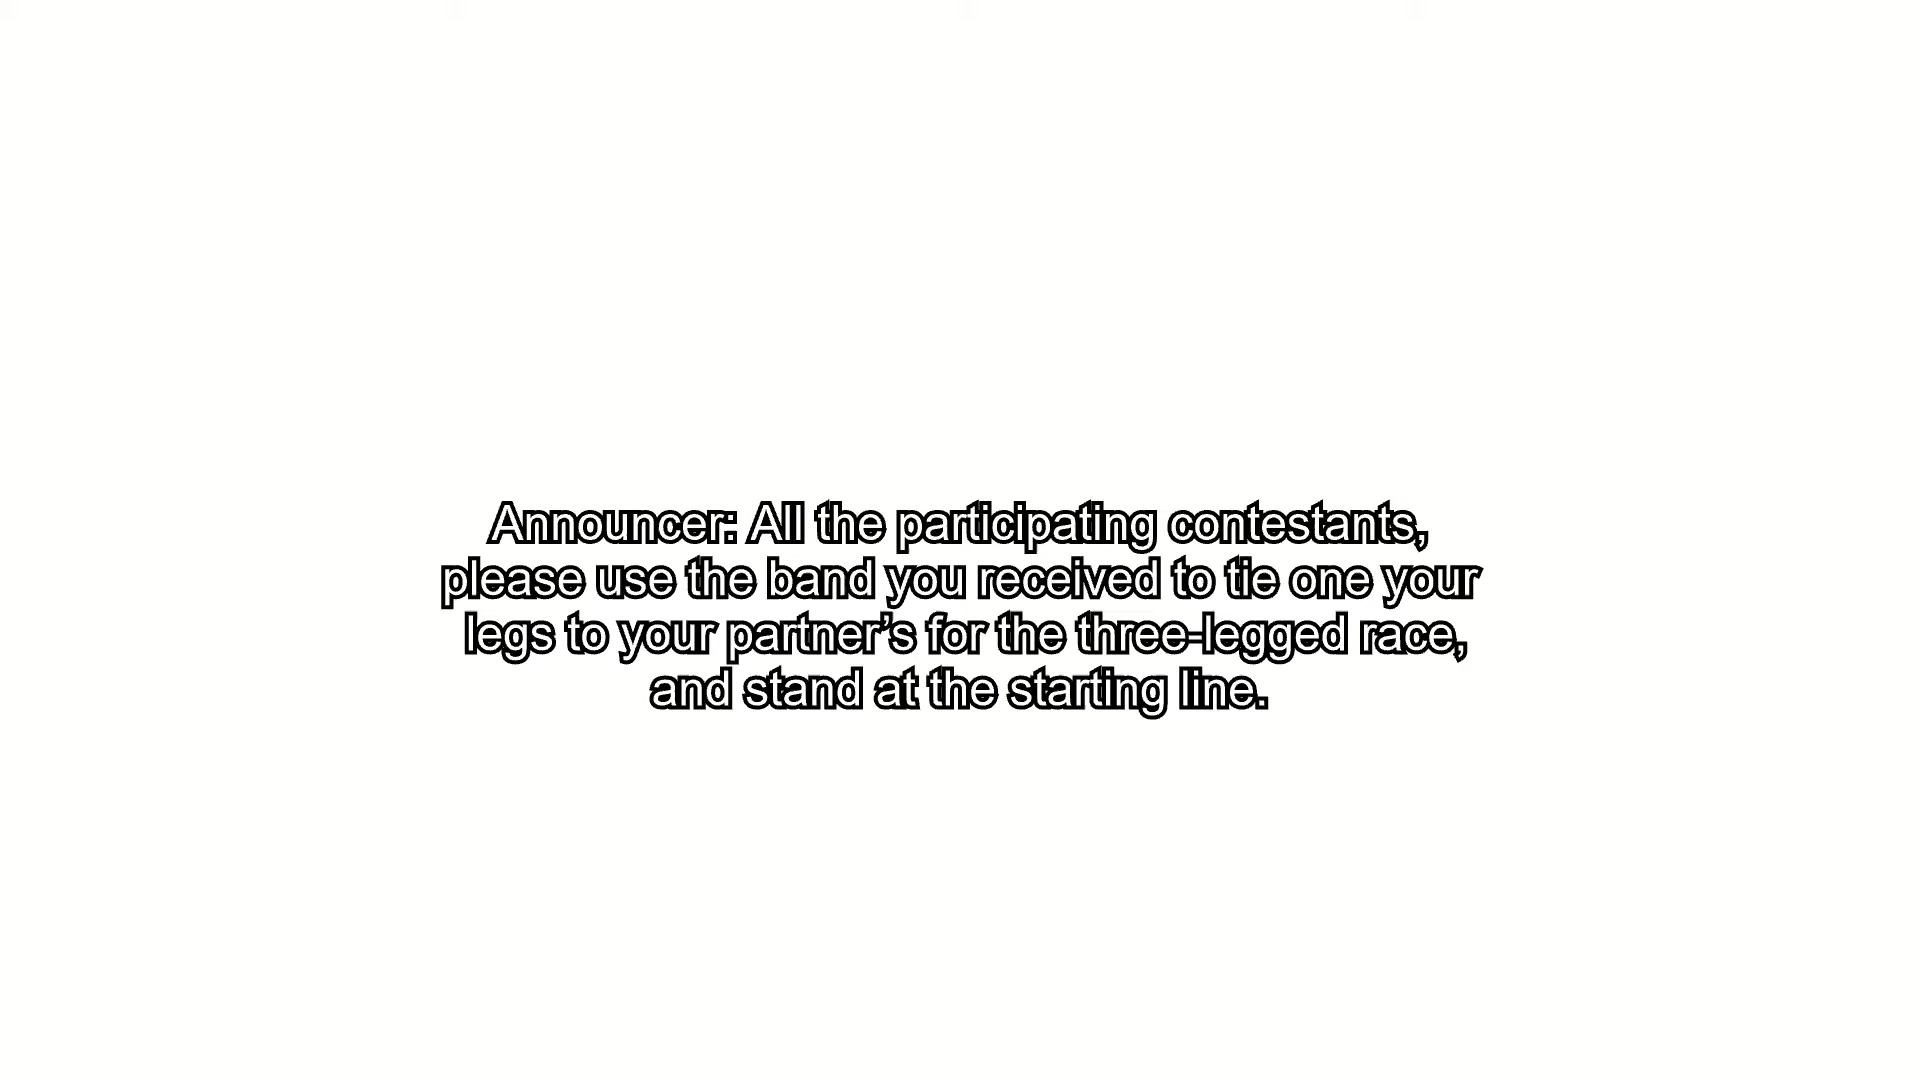 Announcer: All the participating contestants,
please use the band you received to tie one your
legs to your partner’s for the three-legged race,
and stand at the starting line.